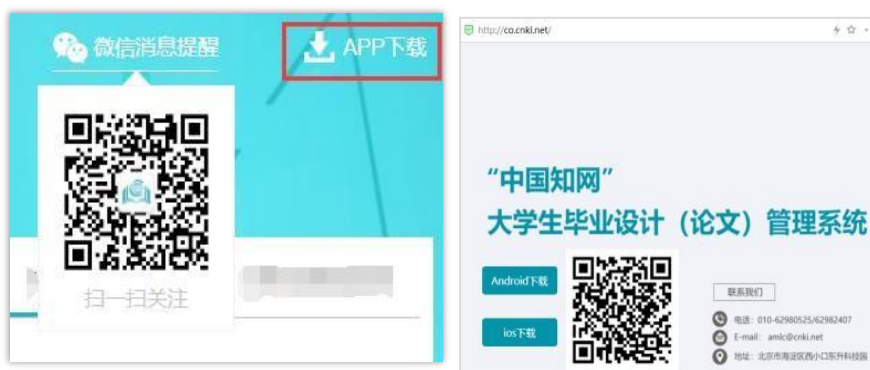 微信消息提醒
APP下载
扫一扫关注
http://co.cnki.net/
“中国知网”
大学生毕业设计（论文）管理系统
Android下载
ios下载
联系我们
电话：010-62980525/62982407
E-mail：amlc@cnki.net
地址：北京市海淀区西小口东升科技园